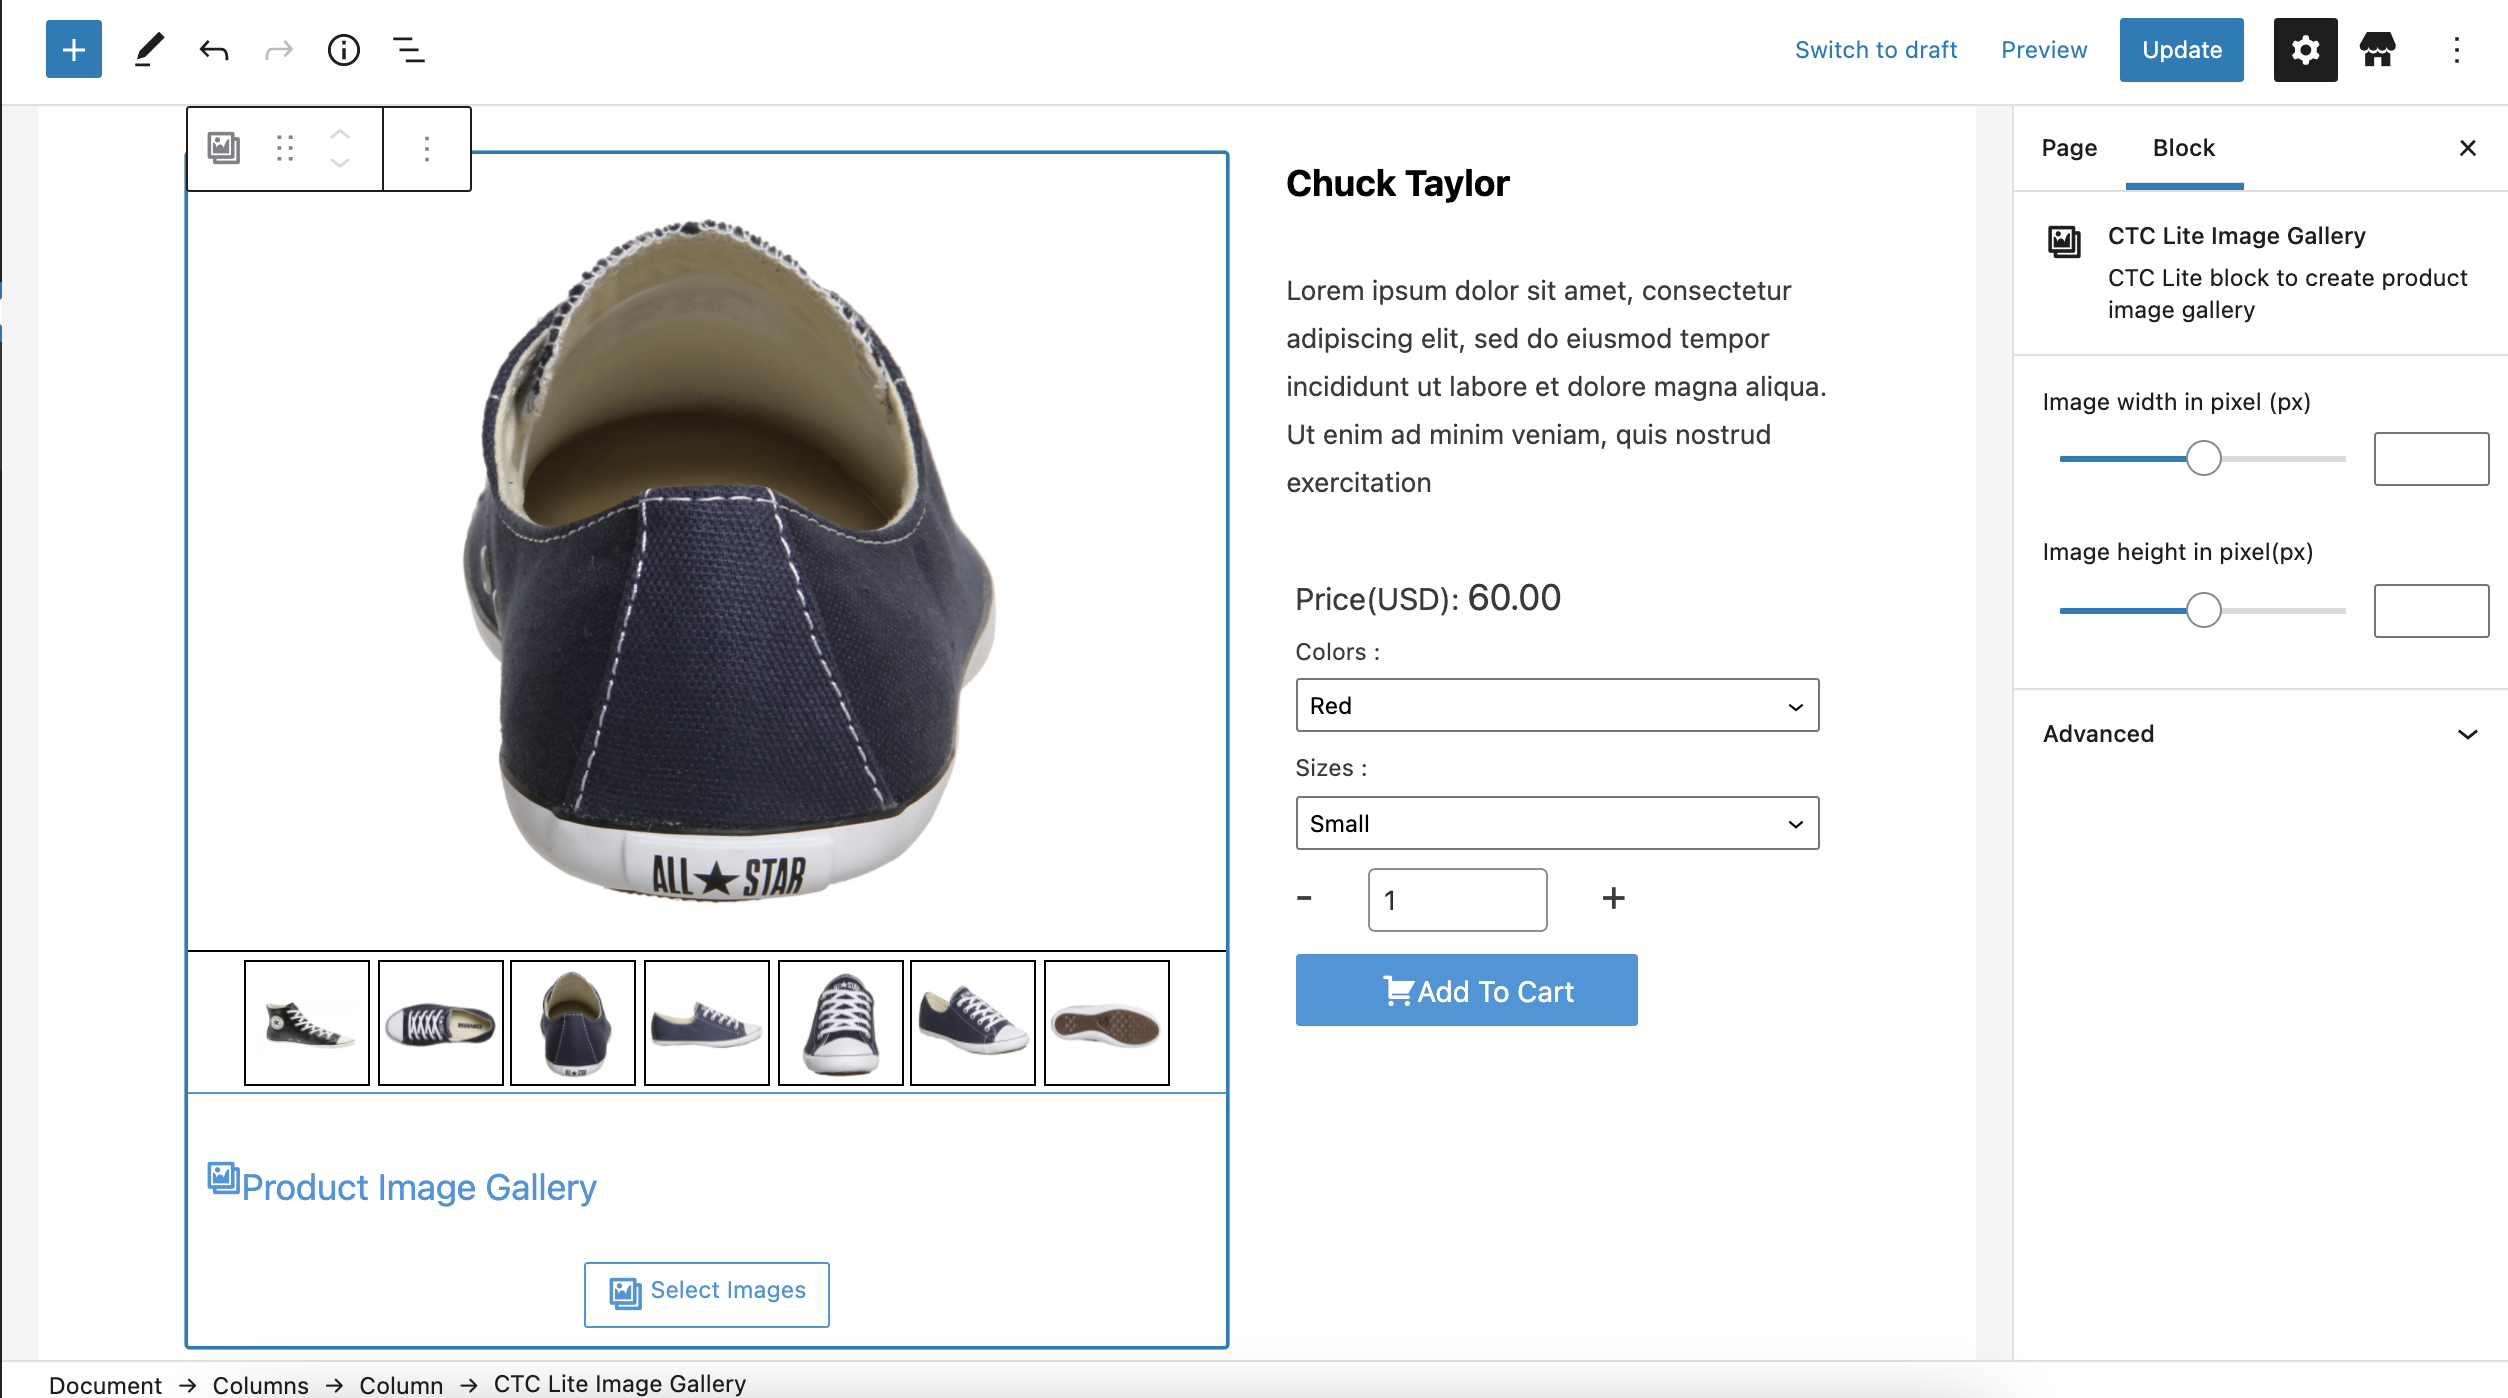 Switch to draft
Preview
Update
Page
Block
CTC Lite Image Gallery
CTC Lite block to create product
image gallery
Image width in pixel (px)
Image height in pixel(px)
Advanced
ALL★STAR
Product Image Gallery
Select Images
Chuck Taylor
Lorem ipsum dolor sit amet, consectetur
adipiscing elit, sed do eiusmod tempor
incididunt ut labore et dolore magna aliqua.
Ut enim ad minim veniam, quis nostrud
exercitation
Price(USD): 60.00
Colors :
Red
Sizes :
Small
- 1 +
Add To Cart
Document → Columns → Column → CTC Lite Image Gallery